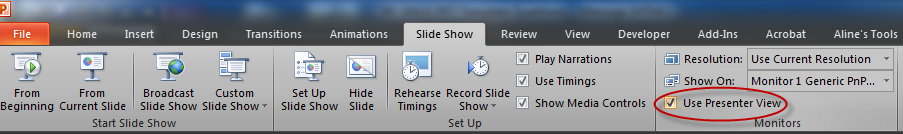 P
File Home Insert Design Transitions Animations Slide Show Review View Developer Add-Ins Acrobat Aline's Tools
From Beginning
From Current Slide
Broadcast Slide Show
Custom Slide Show
Start Slide Show
Set Up Slide Show
Hide Slide
Rehearse Timings
Record Slide Show
Play Narrations
Use Timings
Show Media Controls
Set Up
Resolution: Use Current Resolution
Show On: Monitor 1 Generic PnP...
Use Presenter View
Monitors